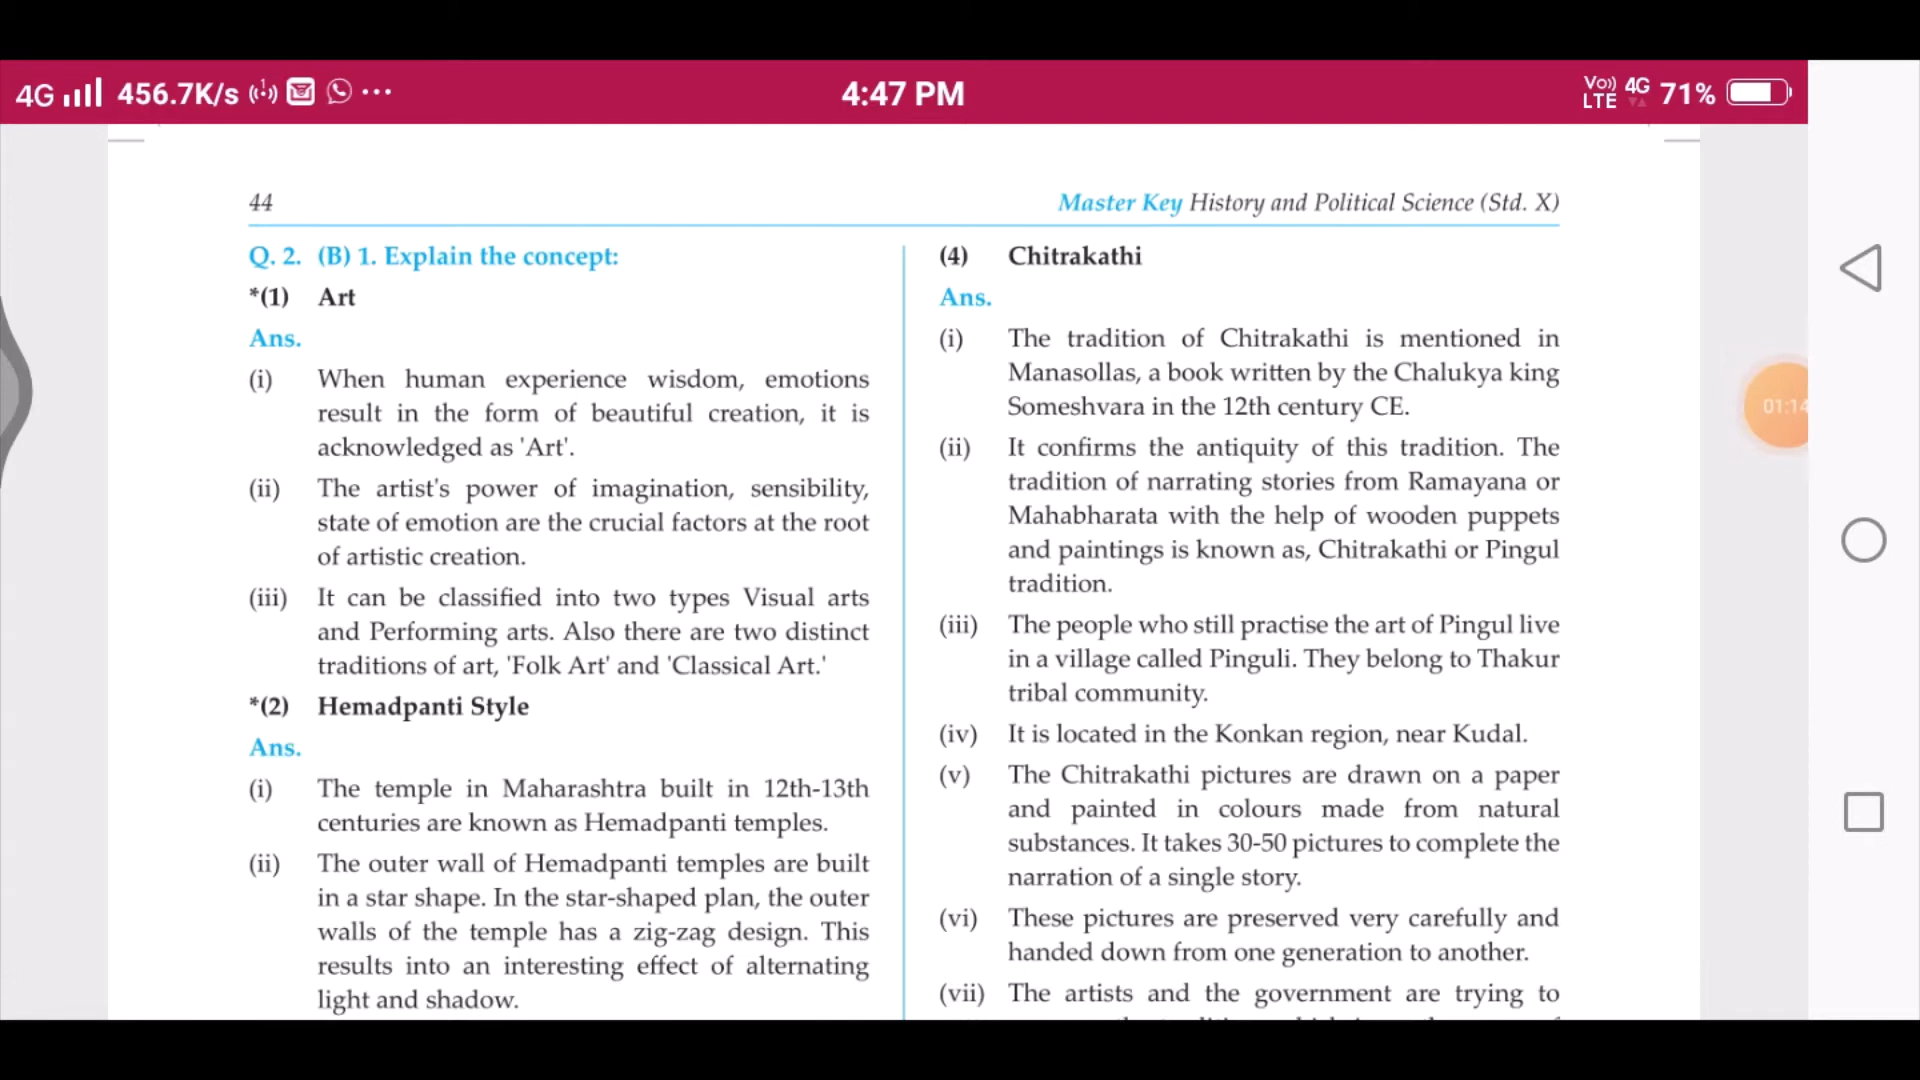 4G 456.7K/s ... 4:47 PM Vo) LTE 4G 71%
44 Master Key History and Political Science (Std. X)
Q. 2. (B) 1. Explain the concept:
*(1) Art
Ans.
(i) When human experience wisdom, emotions
result in the form of beautiful creation, it is
acknowledged as 'Art'.
(ii) The artist's power of imagination, sensibility,
state of emotion are the crucial factors at the root
of artistic creation.
(iii) It can be classified into two types Visual arts
and Performing arts. Also there are two distinct
traditions of art, 'Folk Art' and 'Classical Art.'
*(2) Hemadpanti Style
Ans.
(i) The temple in Maharashtra built in 12th-13th
centuries are known as Hemadpanti temples.
(ii) The outer wall of Hemadpanti temples are built
in a star shape. In the star-shaped plan, the outer
walls of the temple has a zig-zag design. This
results into an interesting effect of alternating
light and shadow.
(4) Chitrakathi
Ans.
(i) The tradition of Chitrakathi is mentioned in
Manasollas, a book written by the Chalukya king
Someshvara in the 12th century CE.
(ii) It confirms the antiquity of this tradition. The
tradition of narrating stories from Ramayana or
Mahabharata with the help of wooden puppets
and paintings is known as, Chitrakathi or Pingul
tradition.
(iii) The people who still practise the art of Pingul live
in a village called Pinguli. They belong to Thakur
tribal community.
(iv) It is located in the Konkan region, near Kudal.
(v) The Chitrakathi pictures are drawn on a paper
and painted in colours made from natural
substances. It takes 30-50 pictures to complete the
narration of a single story.
(vi) These pictures are preserved very carefully and
handed down from one generation to another.
(vii) The artists and the government are trying to
01:14